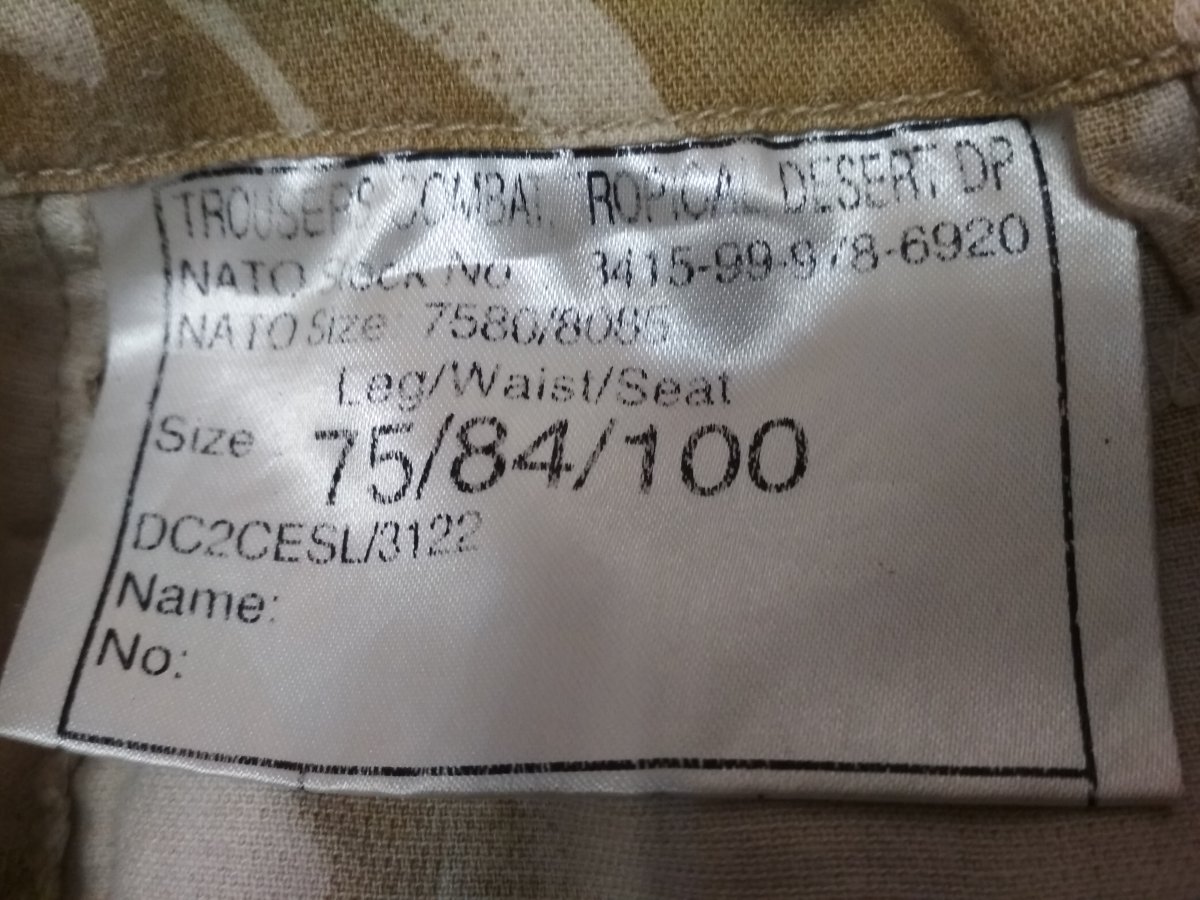 TROUSERS COMBAT, TROPICAL DESERT DP
NATO Stock No 8415-99-978-6920
NATO Size 7580/8085
Leg/Waist/Seat
Size 75/84/100
DC2CESL/3122
Name:
No: